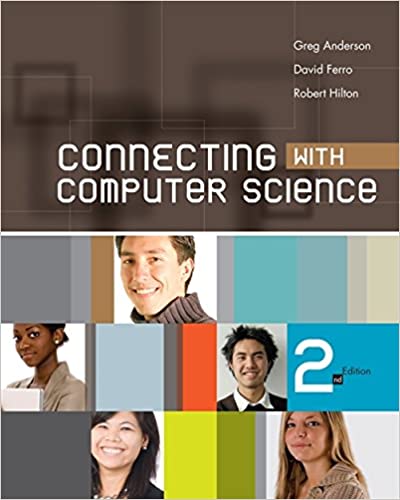 Greg Anderson
David Ferro
Robert Hilton
CONNECTING WITH
COMPUTER SCIENCE
2nd Edition